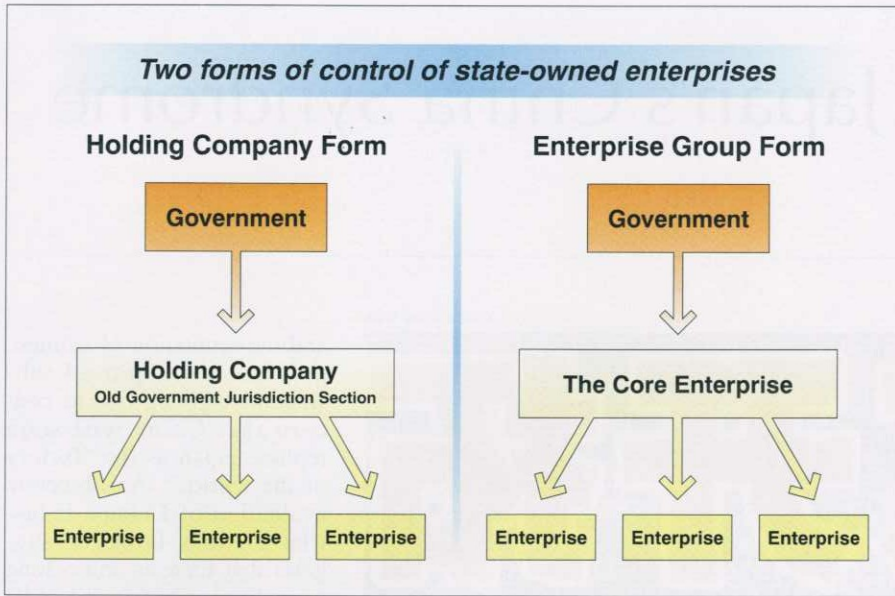 Two forms of control of state-owned enterprises
Holding Company Form
Government
Holding Company
Old Government Jurisdiction Section
Enterprise Enterprise Enterprise
Enterprise Group Form
Government
The Core Enterprise
Enterprise Enterprise Enterprise